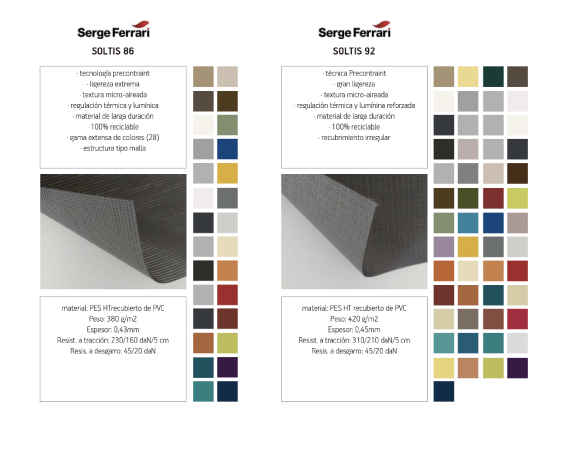 Serge Ferrari
SOLTIS 86
· tecnología precontraint
· ligereza extrema
· textura micro-aireada
· regulación térmica y lumínica
· material de larga duración
· 100% reciclable
· gama extensa de colores (28)
· estructura tipo malla
material: PES HTrecubierto de PVC
Peso: 380 g/m2
Espesor: 0,43mm
Resist. a tracción: 230/160 daN/5 cm
Resis. a desgarro: 45/20 daN
Serge Ferrari
SOLTIS 92
· técnica Precontraint
· gran ligereza
· textura micro-aireada
· regulación térmica y lumínina reforzada
· material de larga duración
· 100% reciclable
· recubrimiento irregular
material: PES HT recubierto de PVC
Peso: 420 g/m2
Espesor: 0,45mm
Resist. a tracción: 310/210 daN/5 cm
Resis. a desgarro: 45/20 daN